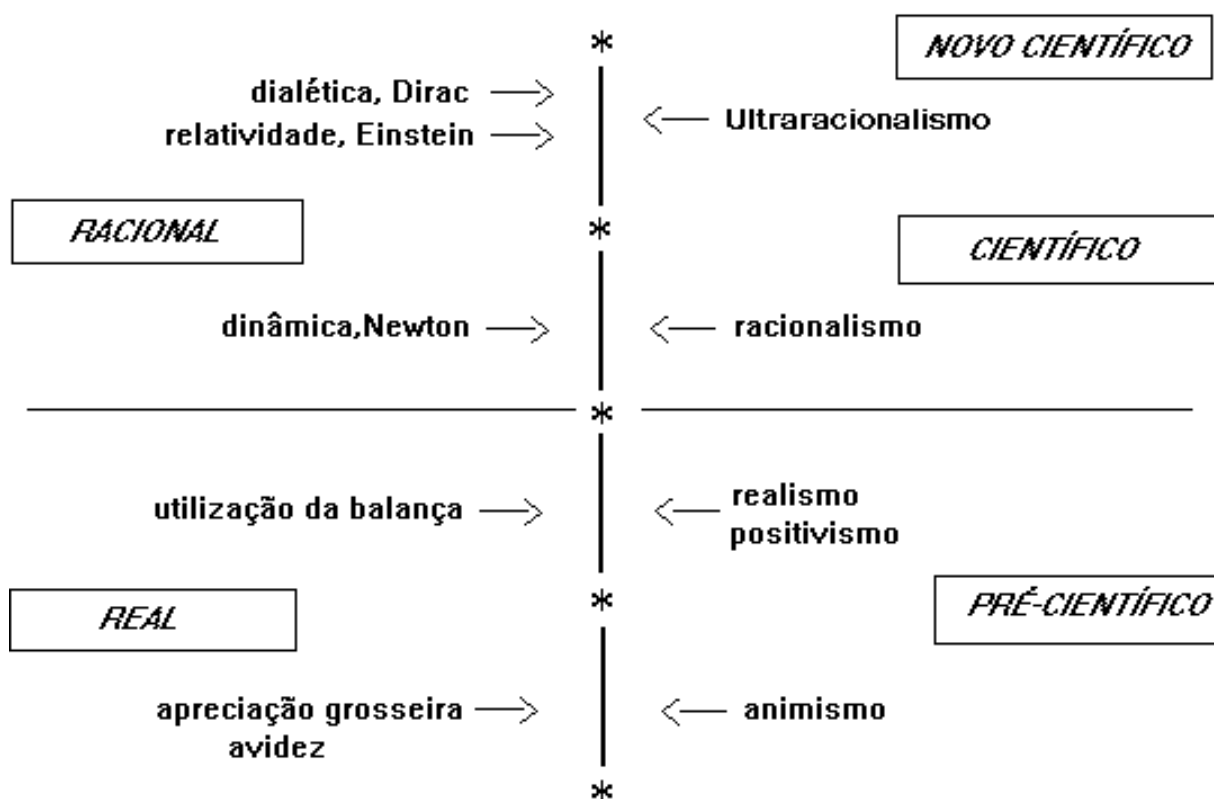 NOVO CIENTÍFICO
dialética, Dirac
relatividade, Einstein
Ultraracionalismo
RACIONAL
CIENTÍFICO
dinâmica,Newton
racionalismo
utilização da balança
realismo
positivismo
REAL
PRÉ-CIENTÍFICO
apreciação grosseira
avidez
animismo